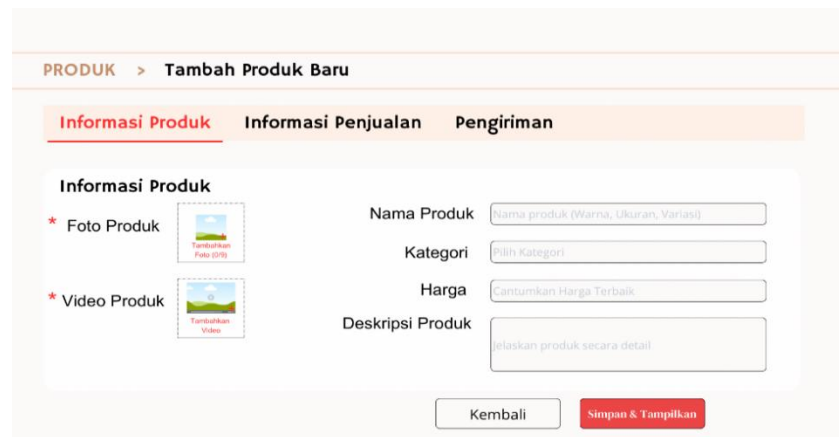 PRODUK > Tambah Produk Baru
Informasi Produk Informasi Penjualan Pengiriman
Informasi Produk
* Foto Produk
Tambuhkan
Foto (0/9)
* Video Produk
Tambuhkan
Video
Nama Produk Nama produk (Warna, Ukuran, Variasi)
Kategori Pilih Kategori
Harga Cantumkan Harga Terbaik
Deskripsi Produk Jelaskan produk secara detail
Kembali Simpan & Tampilkan